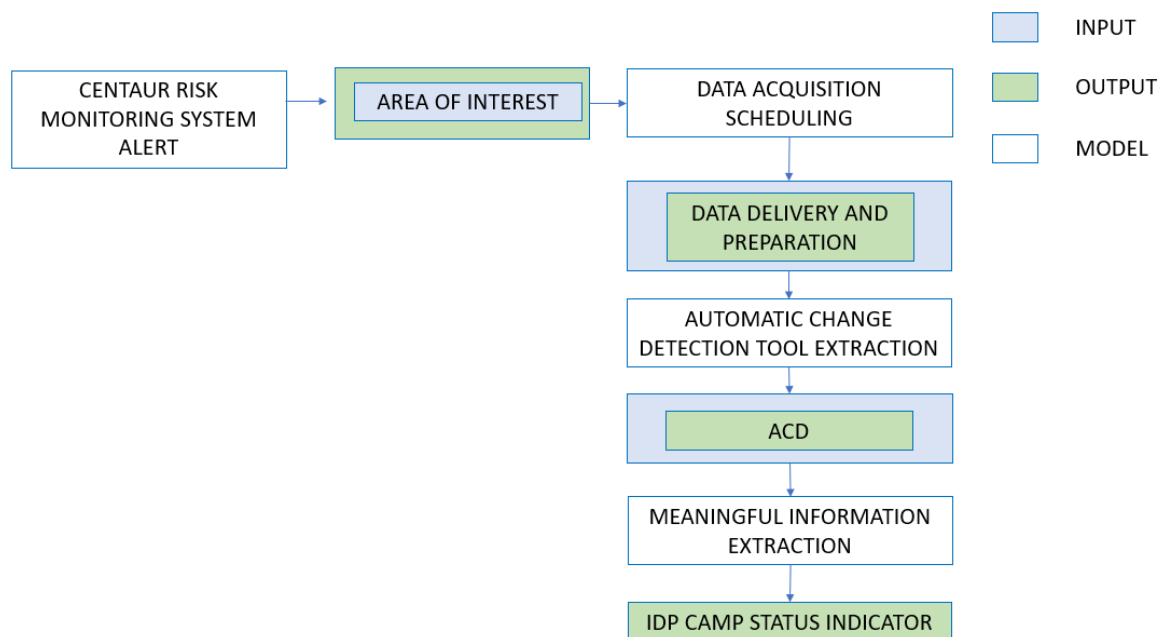 INPUT
OUTPUT
MODEL
CENTAUR RISK
MONITORING SYSTEM
ALERT
AREA OF INTEREST
DATA ACQUISITION
SCHEDULING
DATA DELIVERY AND
PREPARATION
AUTOMATIC CHANGE
DETECTION TOOL EXTRACTION
ACD
MEANINGFUL INFORMATION
EXTRACTION
IDP CAMP STATUS INDICATOR